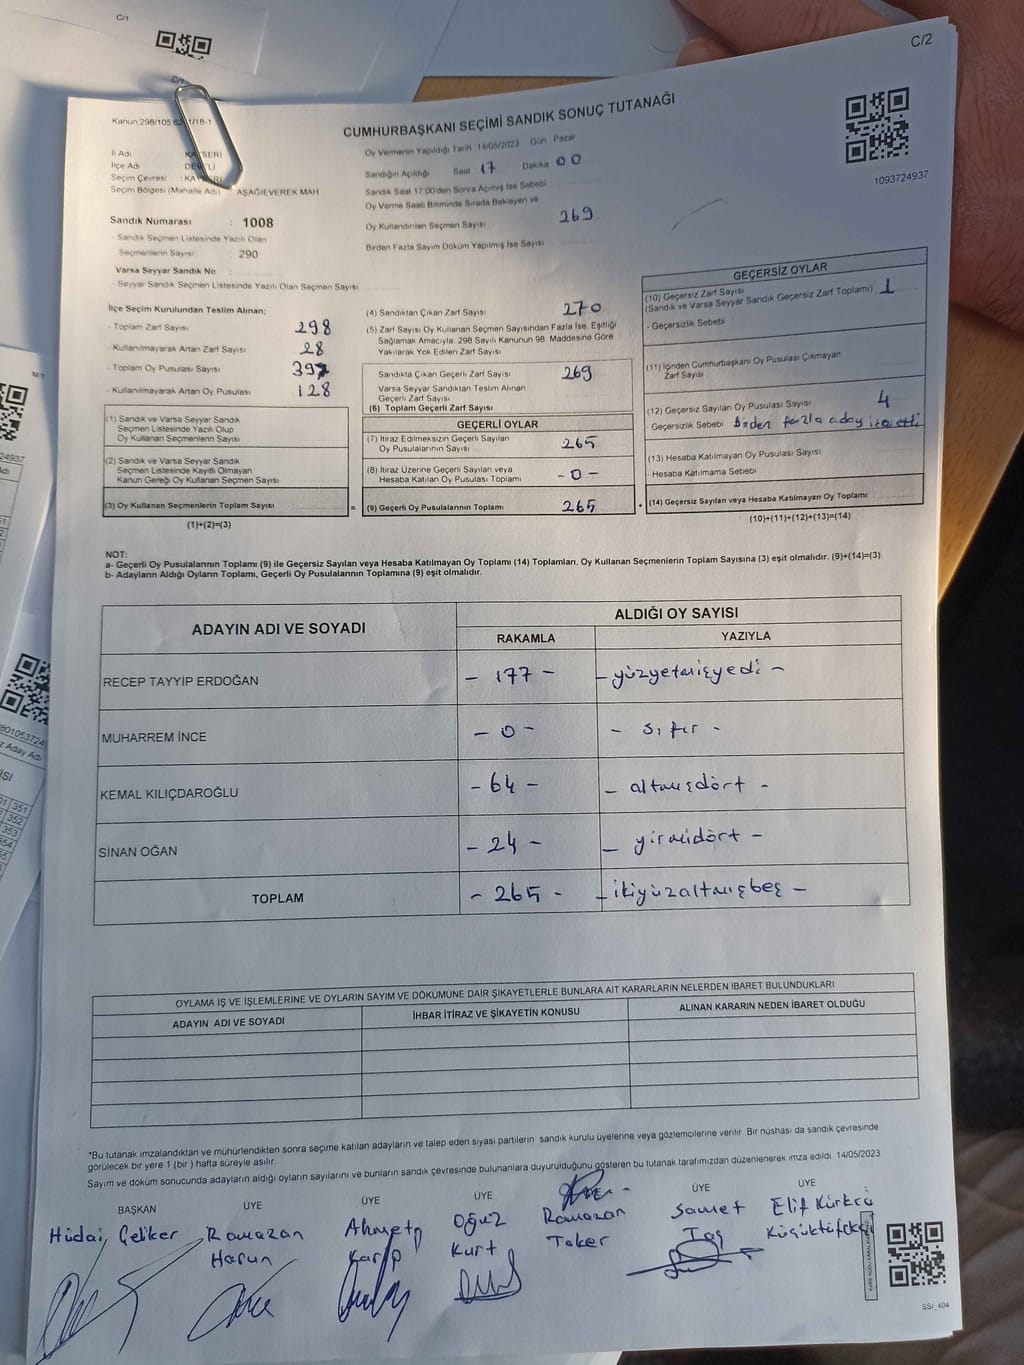 C/1
C/1
C/2
Kanun:298/105
CUMHURBAŞKANI SEÇİMİ SANDIK SONUÇ TUTANAĞI
1093724937
İl Adı : KAYSERİ
İlçe Adı
Seçim Çevresi
Seçim Bölgesi (Mahalle Adı) : AŞAĞIEVEREK MAH.
Oy Vermenin Yapıldığı Tarih 14/05/2023 Gün Pazar
Sandığın Açıldığı Saat 17 Dakika 00
Sandık Saat 17:00'den Sonra Açılmış İse Sebebi
Oy Verme Saati Bitiminde Sırada Bekleyen ve
Oy Kullandırılan Seçmen Sayısı 269
Birden Fazla Sayım Döküm Yapılmış İse Sayısı
Sandık Numarası : 1008
- Sandık Seçmen Listesinde Yazılı Olan
Seçmenlerin Sayısı : 290
Varsa Seyyar Sandık No :
- Seyyar Sandık Seçmen Listesinde Yazılı Olan Seçmen Sayısı:
İlçe Seçim Kurulundan Teslim Alınan;
- Toplam Zarf Sayısı 298
- Kullanılmayarak Artan Zarf Sayısı 28
- Toplam Oy Pusulası Sayısı 397
- Kullanılmayarak Artan Oy Pusulası 128
(1) Sandık ve Varsa Seyyar Sandık
Seçmen Listesinde Yazılı Olup
Oy Kullanan Seçmenlerin Sayısı
(2) Sandık ve Varsa Seyyar Sandık
Seçmen Listesinde Kayıtlı Olmayan
Kanun Gereği Oy Kullanan Seçmen Sayısı
(3) Oy Kullanan Seçmenlerin Toplam Sayısı
(1)+(2)=(3)
=
(4) Sandıktan Çıkan Zarf Sayısı 270
(5) Zarf Sayısı Oy Kullanan Seçmen Sayısından Fazla İse, Eşitliği
Sağlamak Amacıyla, 298 Sayılı Kanunun 98. Maddesine Göre
Yakılarak Yok Edilen Zarf Sayısı
Sandıkta Çıkan Geçerli Zarf Sayısı 269
Varsa Seyyar Sandıktan Teslim Alınan
Geçerli Zarf Sayısı
(6) Toplam Geçerli Zarf Sayısı
GEÇERLİ OYLAR
(7) İtiraz Edilmeksizin Geçerli Sayılan
Oy Pusulalarının Sayısı 265
(8) İtiraz Üzerine Geçerli Sayılan veya
Hesaba Katılan Oy Pusulası Toplamı - 0 -
(9) Geçerli Oy Pusulalarının Toplamı 265
+
GEÇERSİZ OYLAR
(10) Geçersiz Zarf Sayısı
(Sandık ve Varsa Seyyar Sandık Geçersiz Zarf Toplamı) 1
- Geçersizlik Sebebi
(11) İçinden Cumhurbaşkanı Oy Pusulası Çıkmayan
Zarf Sayısı
(12) Geçersiz Sayılan Oy Pusulası Sayısı 4
- Geçersizlik Sebebi Birden fazla aday
(13) Hesaba Katılmayan Oy Pusulası Sayısı
- Hesaba Katılmama Sebebi
(14) Geçersiz Sayılan veya Hesaba Katılmayan Oy Toplamı
(10)+(11)+(12)+(13)=(14)
NOT:
a- Geçerli Oy Pusulalarının Toplamı (9) ile Geçersiz Sayılan veya Hesaba Katılmayan Oy Toplamı (14) Toplamları, Oy Kullanan Seçmenlerin Toplam Sayısına (3) eşit olmalıdır. (9)+(14)=(3)
b- Adayların Aldığı Oyların Toplamı, Geçerli Oy Pusulalarının Toplamına (9) eşit olmalıdır.
ADAYIN ADI VE SOYADI
ALDIĞI OY SAYISI
RAKAMLA YAZIYLA
RECEP TAYYİP ERDOĞAN - 177 - - yüzyetmişyedi -
MUHARREM İNCE - 0 - - sıfır -
KEMAL KILIÇDAROĞLU - 64 - - altmışdört -
SİNAN OĞAN - 24 - - yirmidört -
TOPLAM - 265 - - ikiyüzaltmışbeş -
OYLAMA İŞ VE İŞLEMLERİNE VE OYLARIN SAYIM VE DÖKÜMÜNE DAİR ŞİKAYETLERLE BUNLARA AİT KARARLARIN NELERDEN İBARET BULUNDUKLARI
ADAYIN ADI VE SOYADI İHBAR İTİRAZ VE ŞİKAYETİN KONUSU ALINAN KARARIN NEDEN İBARET OLDUĞU
*Bu tutanak imzalandıktan ve mühürlendikten sonra seçime katılan adayların ve talep eden siyasi partilerin sandık kurulu üyelerine veya gözlemcilerine verilir. Bir nüshası da sandık çevresinde
görülecek bir yere 1 (bir ) hafta süreyle asılır.
Sayım ve döküm sonucunda adayların aldığı oyların sayılarını ve bunların sandık çevresinde bulunanlara duyurulduğunu gösteren bu tutanak tarafımızdan düzenlenerek imza edildi. 14/05/2023
BAŞKAN ÜYE ÜYE ÜYE ÜYE ÜYE
Hüdai Çeliker Ramazan Ahmet Oğuz Ramazan Samet Elif Kürkcü
Harun Kurt Toker Taş
SSI_404